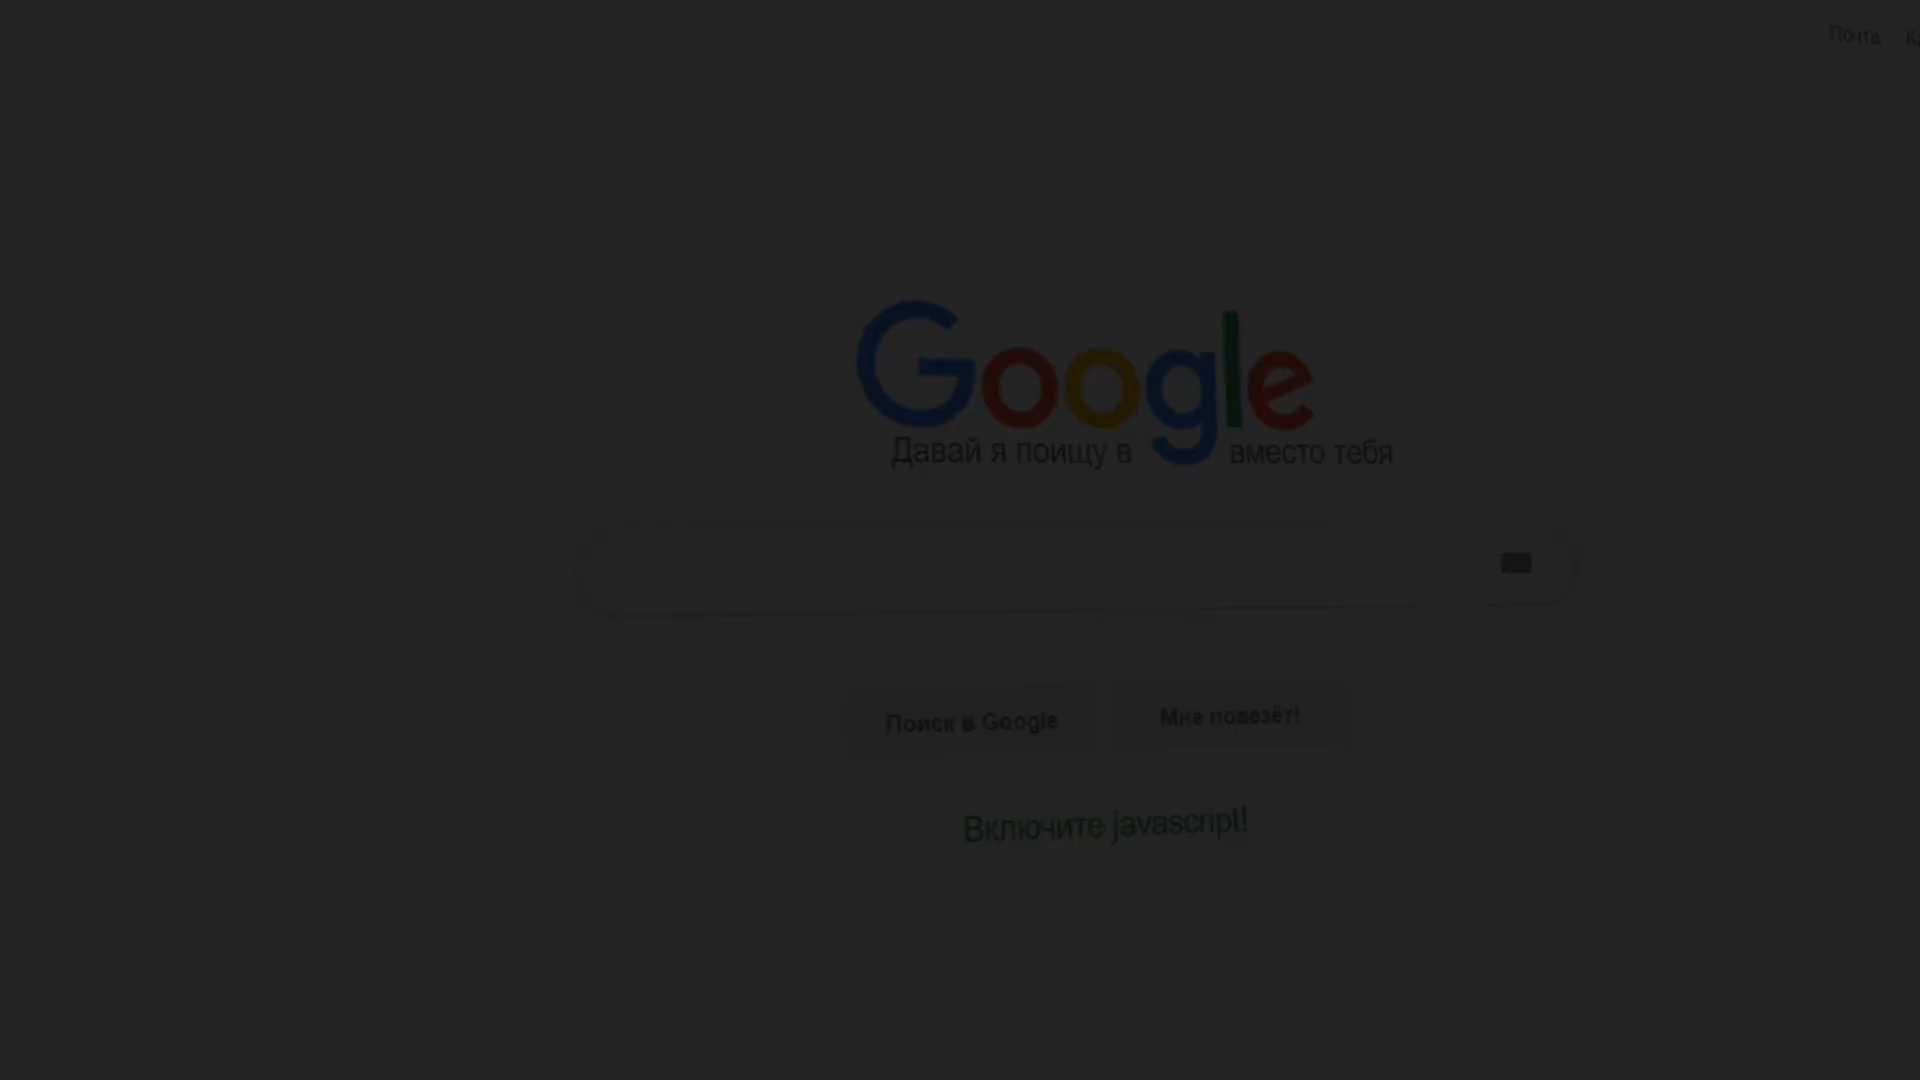 Почта
Google
Давай я поищу в вместо тебя
Поиск в Google
Мне повезёт!
Включите javascript!